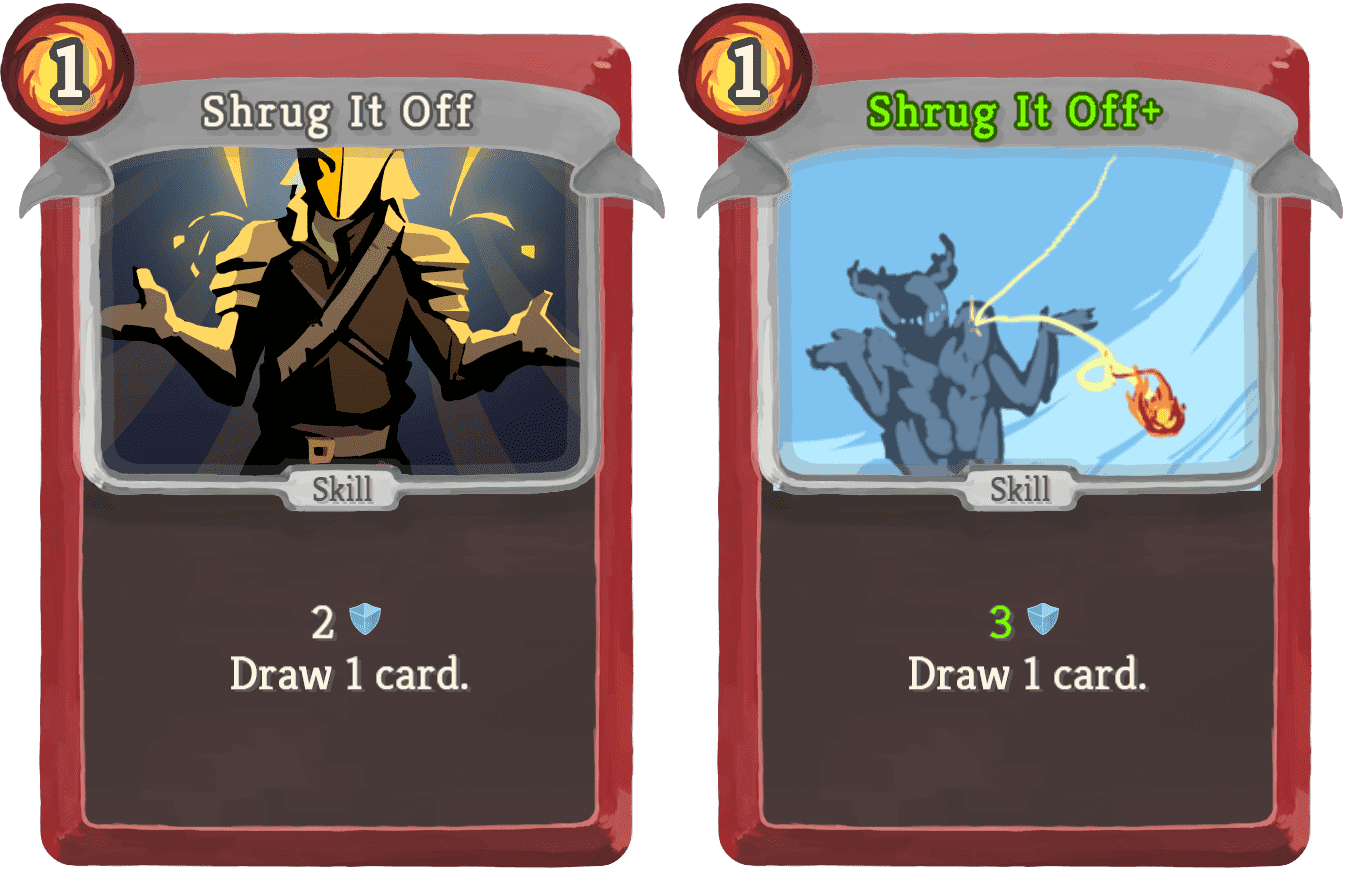 1
Shrug It Off
Skill
2
Draw 1 card.
1
Shrug It Off+
Skill
3
Draw 1 card.